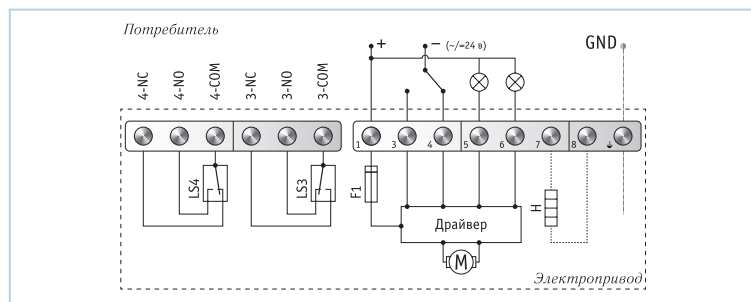 Потребитель
+
– (~/=24 в)
GND
4-NC
4-NO
4-COM
3-NC
3-NO
3-COM
1
3
4
5
6
7
8
LS4
LS3
F1
H
Драйвер
M
Электропривод